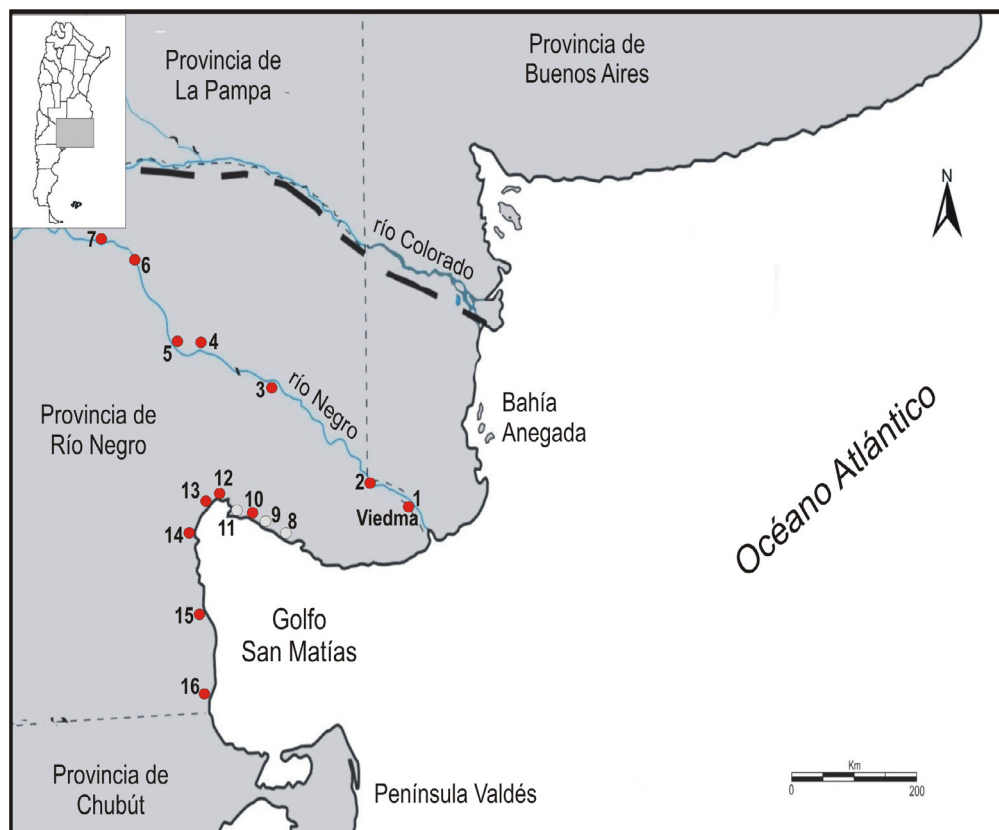 Provincia de
La Pampa
Provincia de
Buenos Aires
N
río Colorado
7
6
5
4
3
río Negro
Bahía
Anegada
Provincia de
Río Negro
Océano Atlántico
2
1
Viedma
12
13
10
11
9
8
14
15
Golfo
San Matías
16
Provincia de
Chubút
Península Valdés
Km
0
200